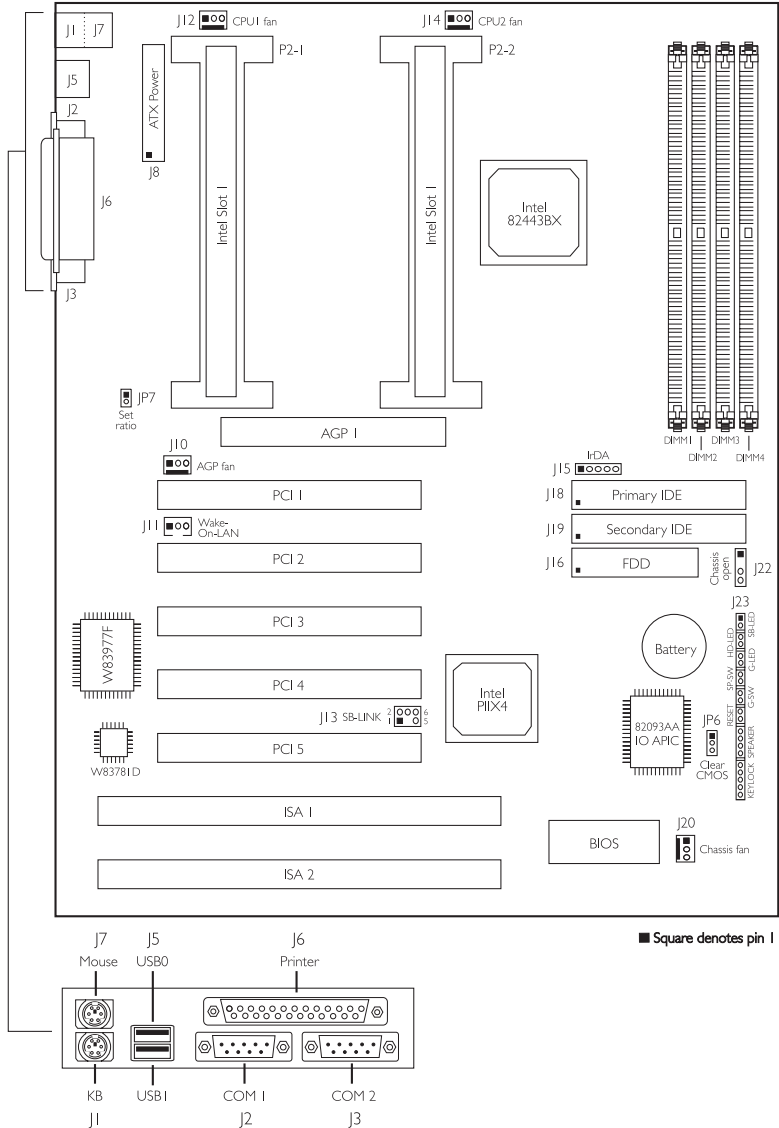 J12 CPU1 fan
J14 CPU2 fan
J1 J7
P2-1
P2-2
J5
ATX Power
J2
J8
J6
Intel Slot 1
Intel Slot 1
Intel
82443BX
J3
JP7
Set
ratio
AGP 1
DIMM1
DIMM2
DIMM3
DIMM4
J10
AGP fan
IrDA
J15
PCI 1
J18 Primary IDE
J11 Wake-
On-LAN
J19 Secondary IDE
PCI 2
J16 FDD
Chassis
open
J22
J23
PCI 3
W83977F
Battery
HD-LED
SB-LED
SP-SW
G-LED
RESET
G-SW
SPEAKER
KEYLOCK
PCI 4
Intel
PIIX4
J13 SB-LINK
2 6
1 5
82093AA
IO APIC
JP6
Clear
CMOS
PCI 5
W83781D
ISA 1
J20
BIOS
Chassis fan
ISA 2
■ Square denotes pin 1
J7 J5 J6
Mouse USB0 Printer
KB USB1 COM 1 COM 2
J1 J2 J3